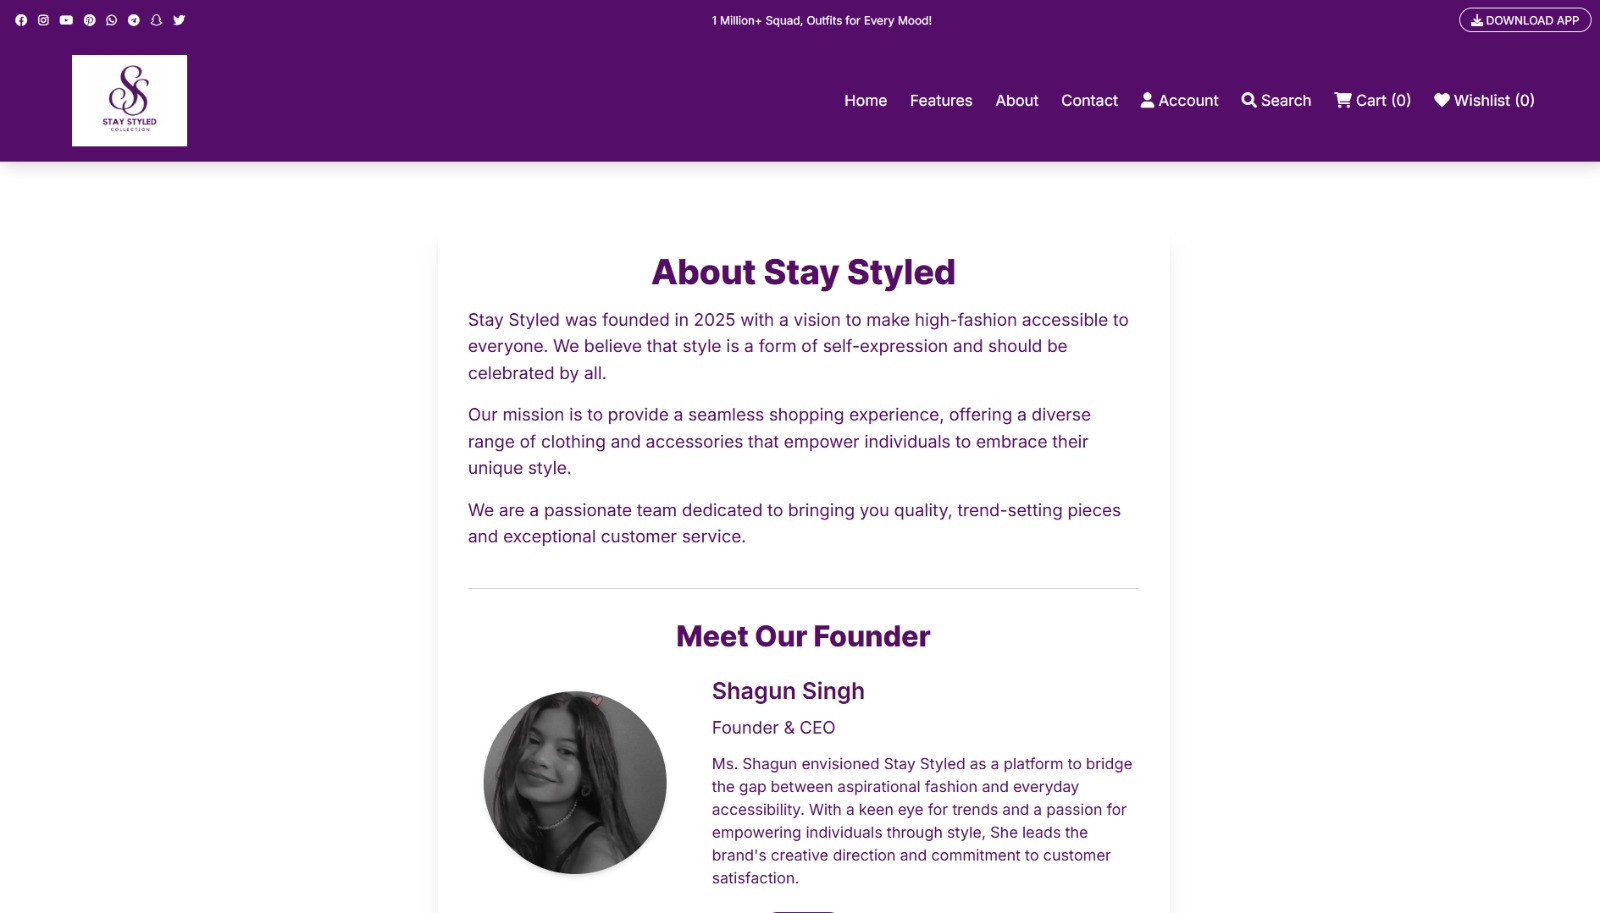 1 Million+ Squad, Outfits for Every Mood!
DOWNLOAD APP
SS
STAY STYLED
COLLECTION
Home
Features
About
Contact
Account
Search
Cart (0)
Wishlist (0)
About Stay Styled
Stay Styled was founded in 2025 with a vision to make high-fashion accessible to
everyone. We believe that style is a form of self-expression and should be
celebrated by all.
Our mission is to provide a seamless shopping experience, offering a diverse
range of clothing and accessories that empower individuals to embrace their
unique style.
We are a passionate team dedicated to bringing you quality, trend-setting pieces
and exceptional customer service.
Meet Our Founder
Shagun Singh
Founder & CEO
Ms. Shagun envisioned Stay Styled as a platform to bridge
the gap between aspirational fashion and everyday
accessibility. With a keen eye for trends and a passion for
empowering individuals through style, She leads the
brand's creative direction and commitment to customer
satisfaction.